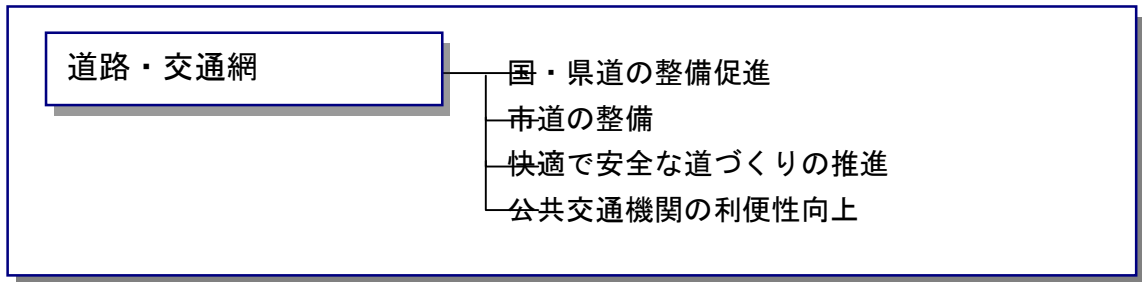 道路・交通網
国・県道の整備促進
市道の整備
快適で安全な道づくりの推進
公共交通機関の利便性向上